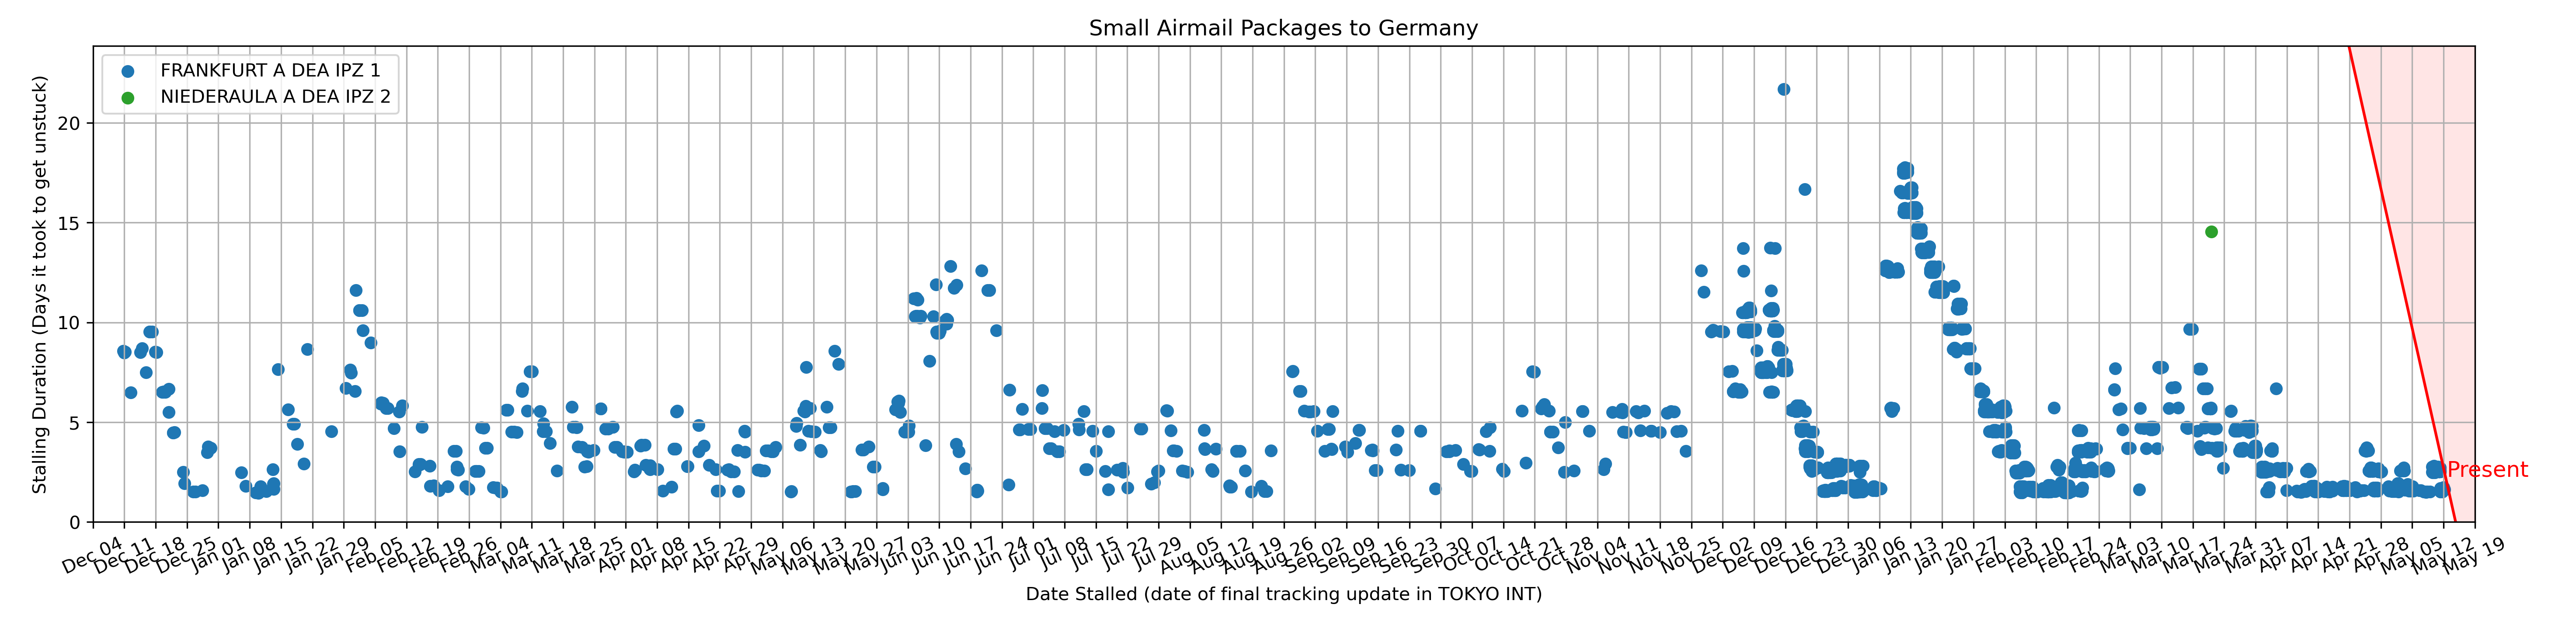 Small Airmail Packages to Germany
FRANKFURT A DEA IPZ 1
NIEDERAULA A DEA IPZ 2
Stalling Duration (Days it took to get unstuck)
20
15
10
5
0
Present
Dec 04
Dec 11
Dec 18
Dec 25
Jan 01
Jan 08
Jan 15
Jan 22
Jan 29
Feb 05
Feb 12
Feb 19
Feb 26
Mar 04
Mar 11
Mar 18
Mar 25
Apr 01
Apr 08
Apr 15
Apr 22
Apr 29
May 06
May 13
May 20
May 27
Jun 03
Jun 10
Jun 17
Jun 24
Jul 01
Jul 08
Jul 15
Jul 22
Jul 29
Aug 05
Aug 12
Aug 19
Aug 26
Sep 02
Sep 09
Sep 16
Sep 23
Sep 30
Oct 07
Oct 14
Oct 21
Oct 28
Nov 04
Nov 11
Nov 18
Nov 25
Dec 02
Dec 09
Dec 16
Dec 23
Dec 30
Jan 06
Jan 13
Jan 20
Jan 27
Feb 03
Feb 10
Feb 17
Feb 24
Mar 03
Mar 10
Mar 17
Mar 24
Mar 31
Apr 07
Apr 14
Apr 21
Apr 28
May 05
May 12
May 19
Date Stalled (date of final tracking update in TOKYO INT)